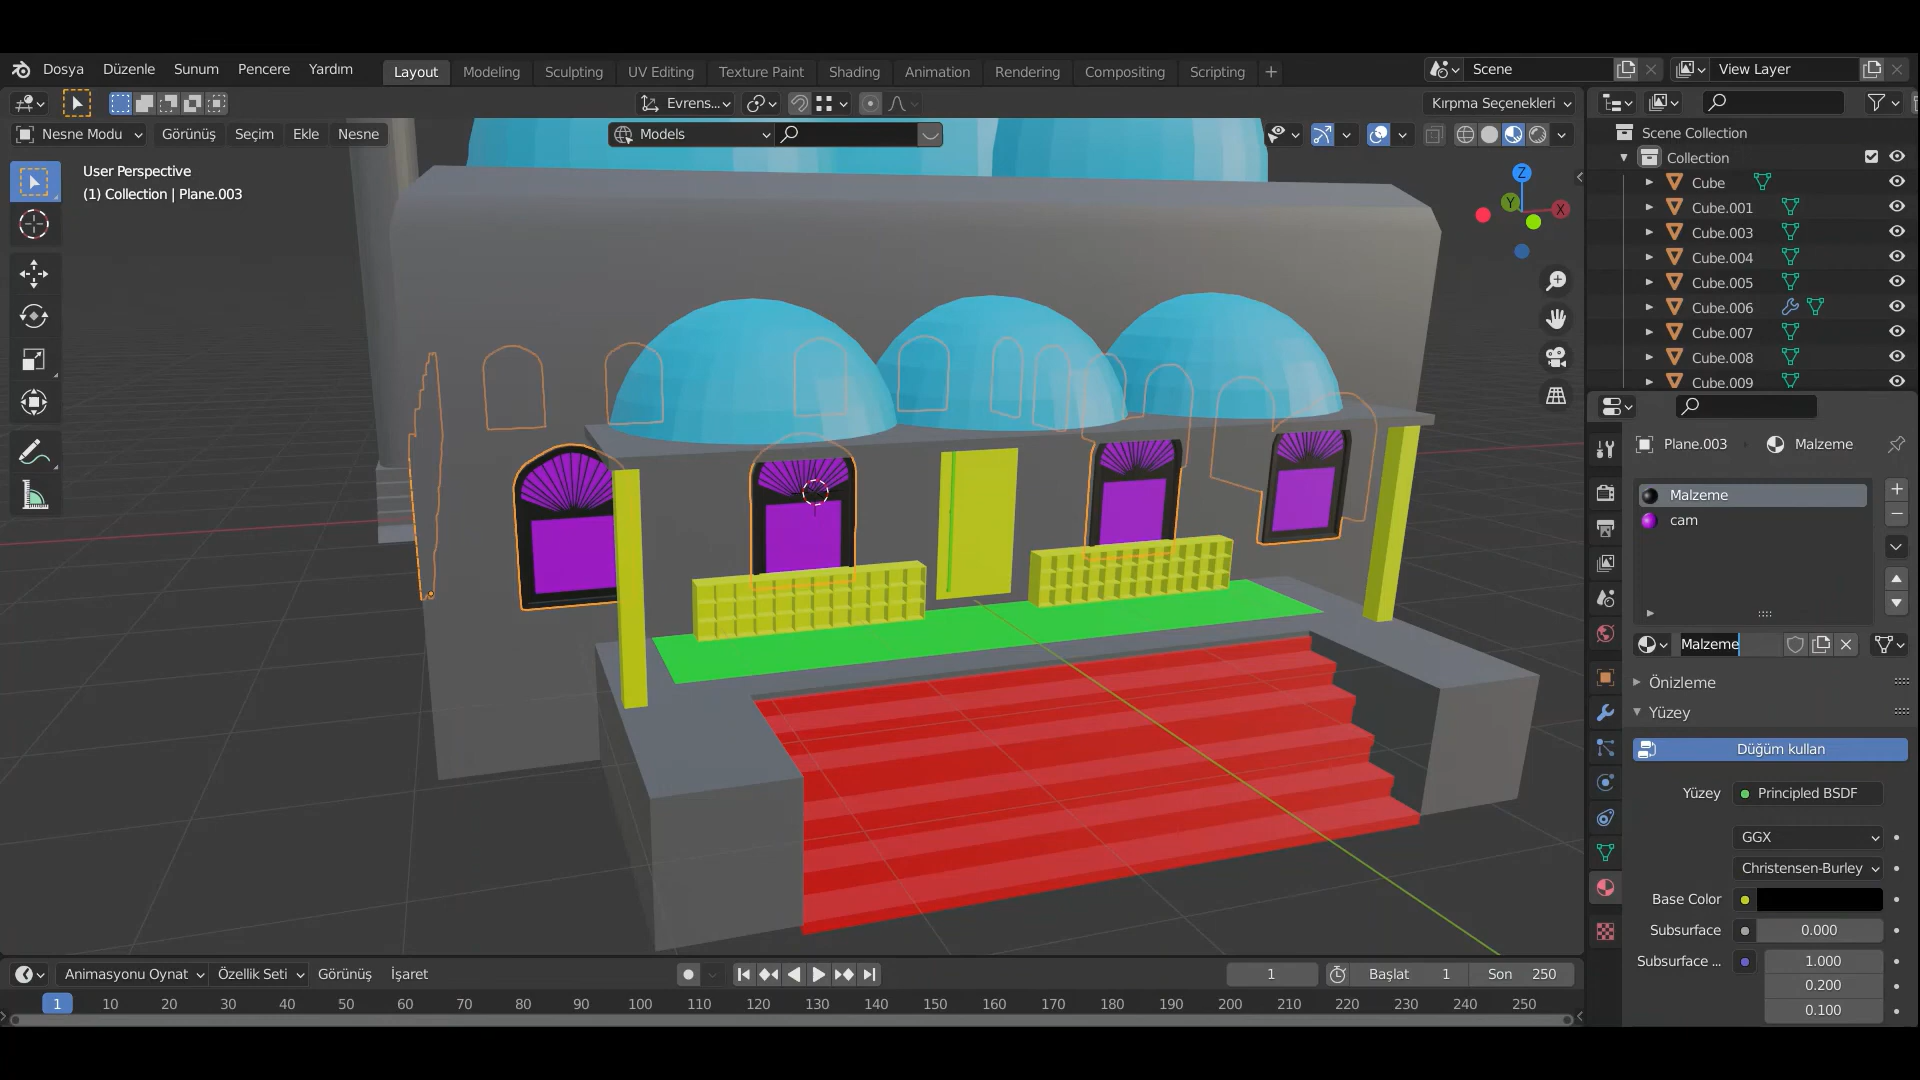 Dosya Düzenle Sunum Pencere Yardım Layout Modeling Sculpting UV Editing Texture Paint Shading Animation Rendering Compositing Scripting + Scene View Layer
Evrens... Kırpma Seçenekleri
Nesne Modu Görünüş Seçim Ekle Nesne Models
User Perspective
(1) Collection | Plane.003
Z
Y
X
Scene Collection
Collection
Cube
Cube.001
Cube.003
Cube.004
Cube.005
Cube.006
Cube.007
Cube.008
Cube.009
Plane.003 Malzeme
Malzeme
cam
Malzeme
Önizleme
Yüzey
Düğüm kullan
Yüzey Principled BSDF
GGX
Christensen-Burley
Base Color
Subsurface 0.000
Subsurface ... 1.000
0.200
0.100
Animasyonu Oynat Özellik Seti Görünüş İşaret 1 Başlat 1 Son 250
1 10 20 30 40 50 60 70 80 90 100 110 120 130 140 150 160 170 180 190 200 210 220 230 240 250